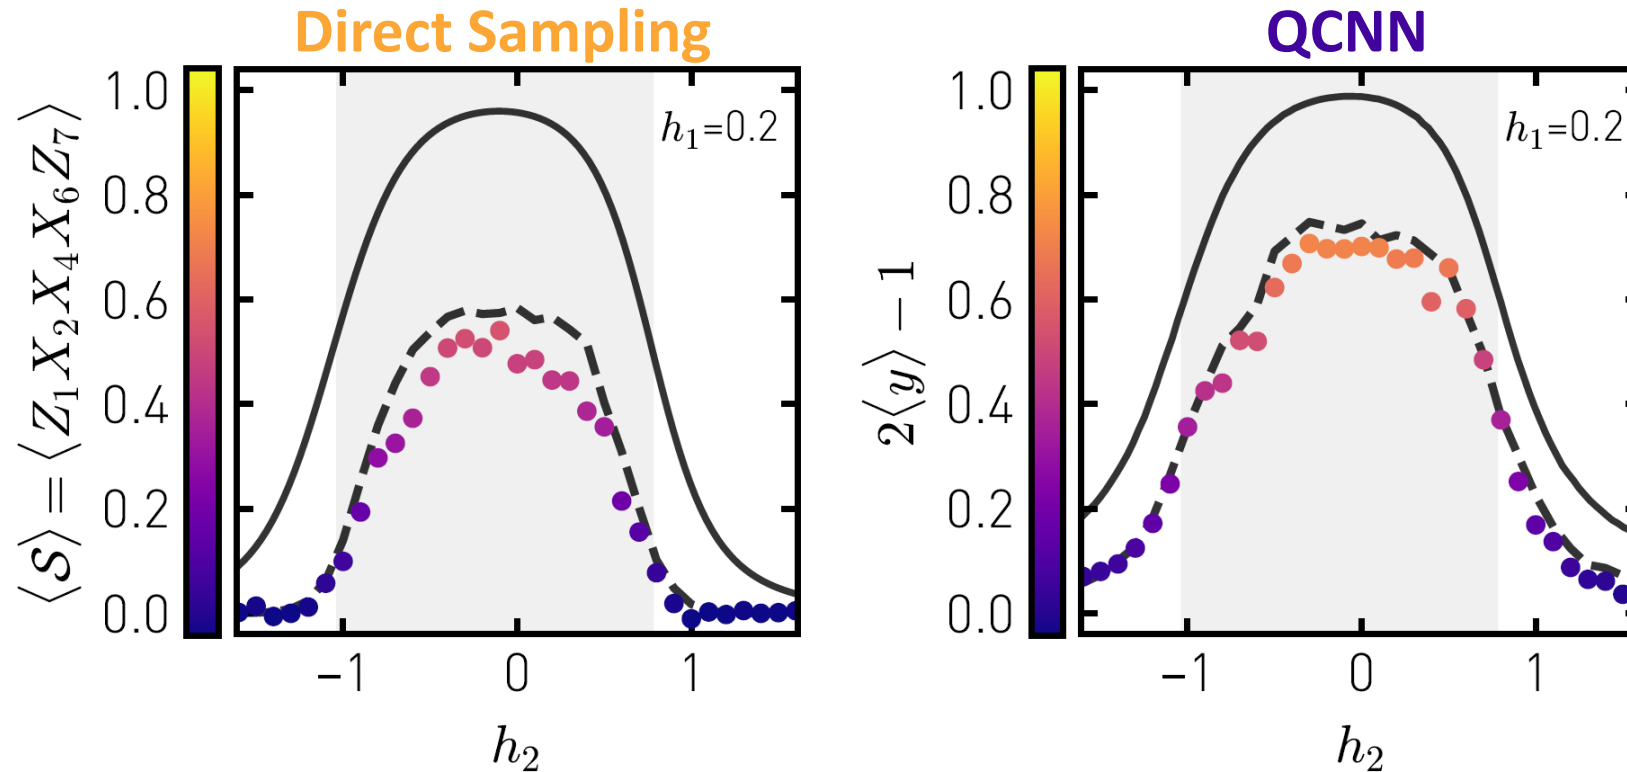 Direct Sampling
⟨𝒮⟩ = ⟨Z₁X₂X₄X₆Z₇⟩
1.0
0.8
0.6
0.4
0.2
0.0
h₁=0.2
−1 0 1
h₂
QCNN
2⟨y⟩ − 1
1.0
0.8
0.6
0.4
0.2
0.0
h₁=0.2
−1 0 1
h₂